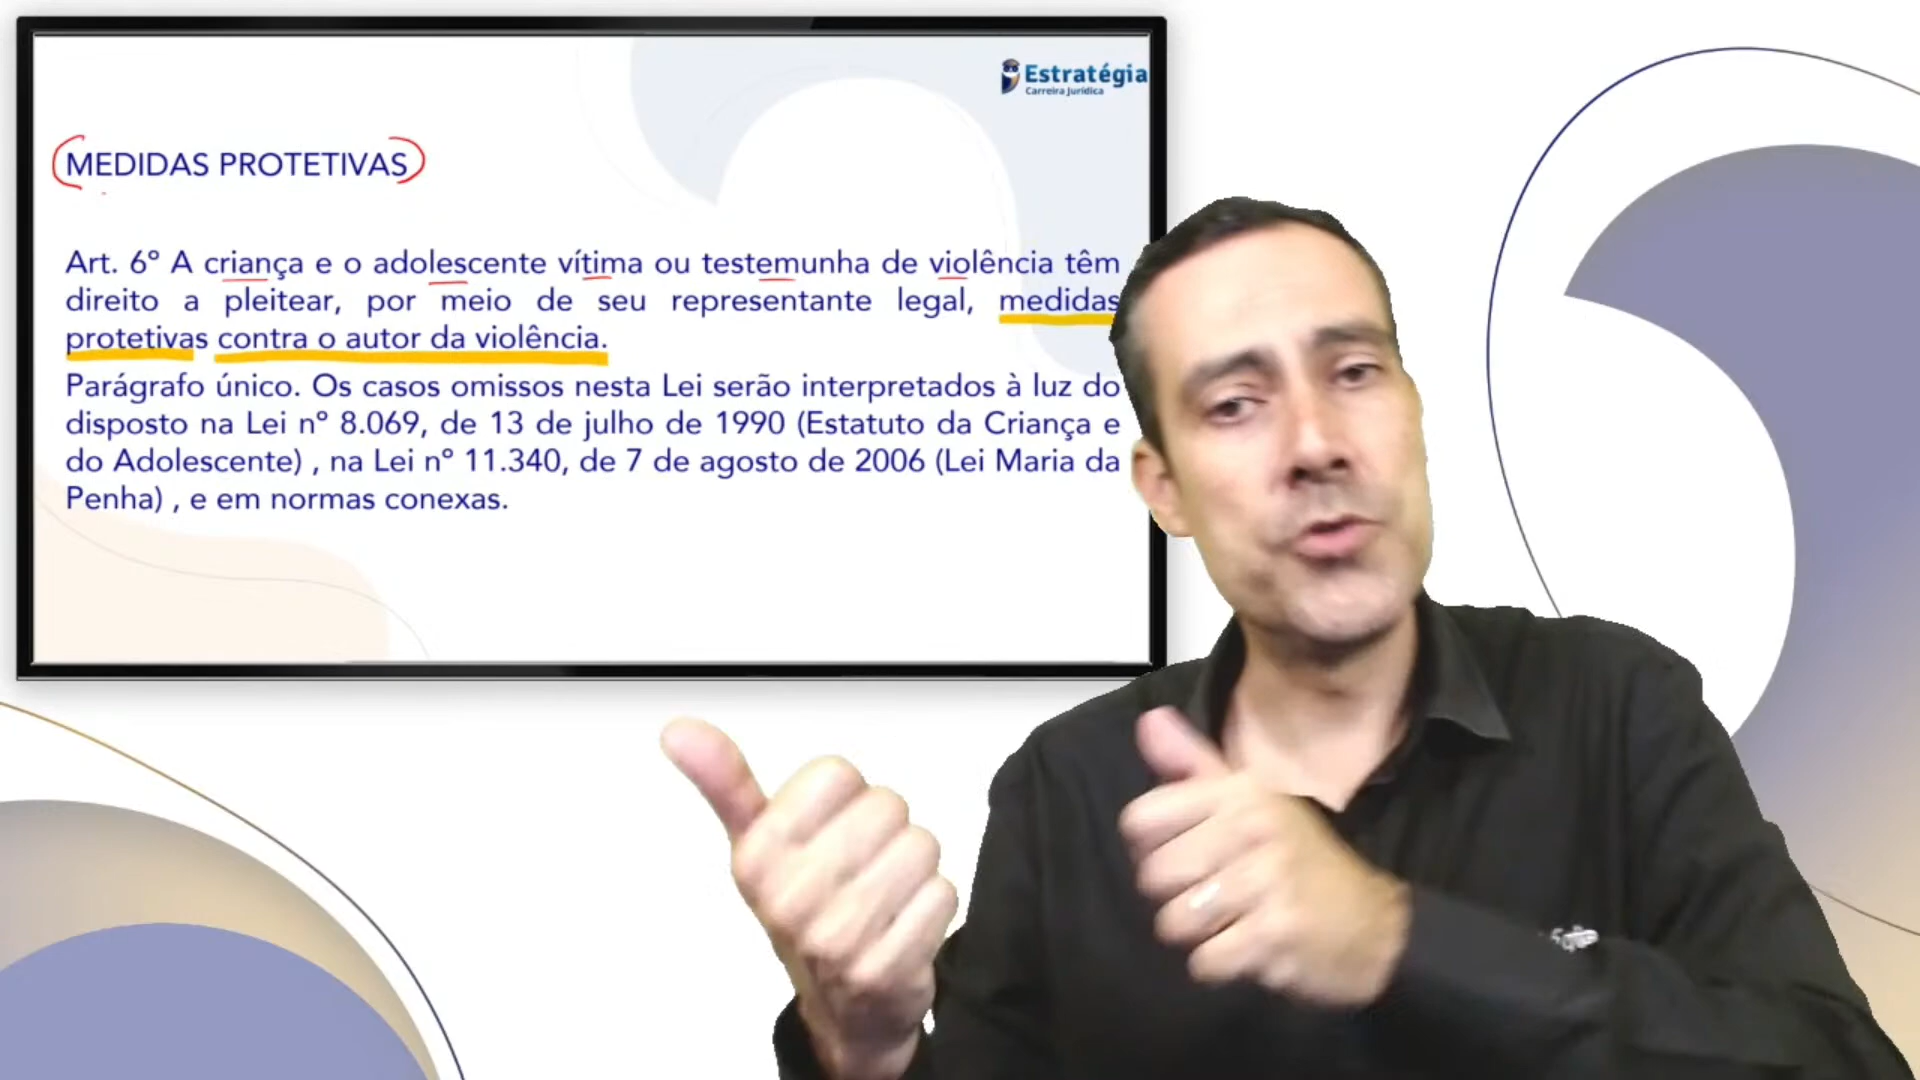 Estratégia
Carreira Jurídica
MEDIDAS PROTETIVAS
Art. 6º A criança e o adolescente vítima ou testemunha de violência têm
direito a pleitear, por meio de seu representante legal, medidas
protetivas contra o autor da violência.
Parágrafo único. Os casos omissos nesta Lei serão interpretados à luz do
disposto na Lei nº 8.069, de 13 de julho de 1990 (Estatuto da Criança e
do Adolescente) , na Lei nº 11.340, de 7 de agosto de 2006 (Lei Maria da
Penha) , e em normas conexas.